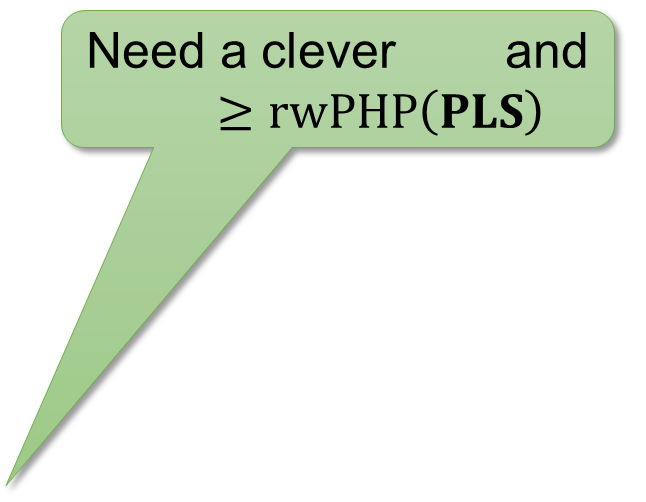 Need a clever and
≥ rwPHP(PLS)